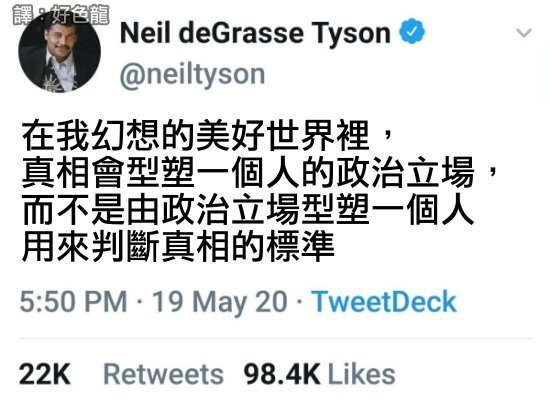 譯：好色龍
Neil deGrasse Tyson
@neiltyson
在我幻想的美好世界裡，
真相會型塑一個人的政治立場，
而不是由政治立場型塑一個人
用來判斷真相的標準
5:50 PM · 19 May 20 · TweetDeck
22K Retweets 98.4K Likes